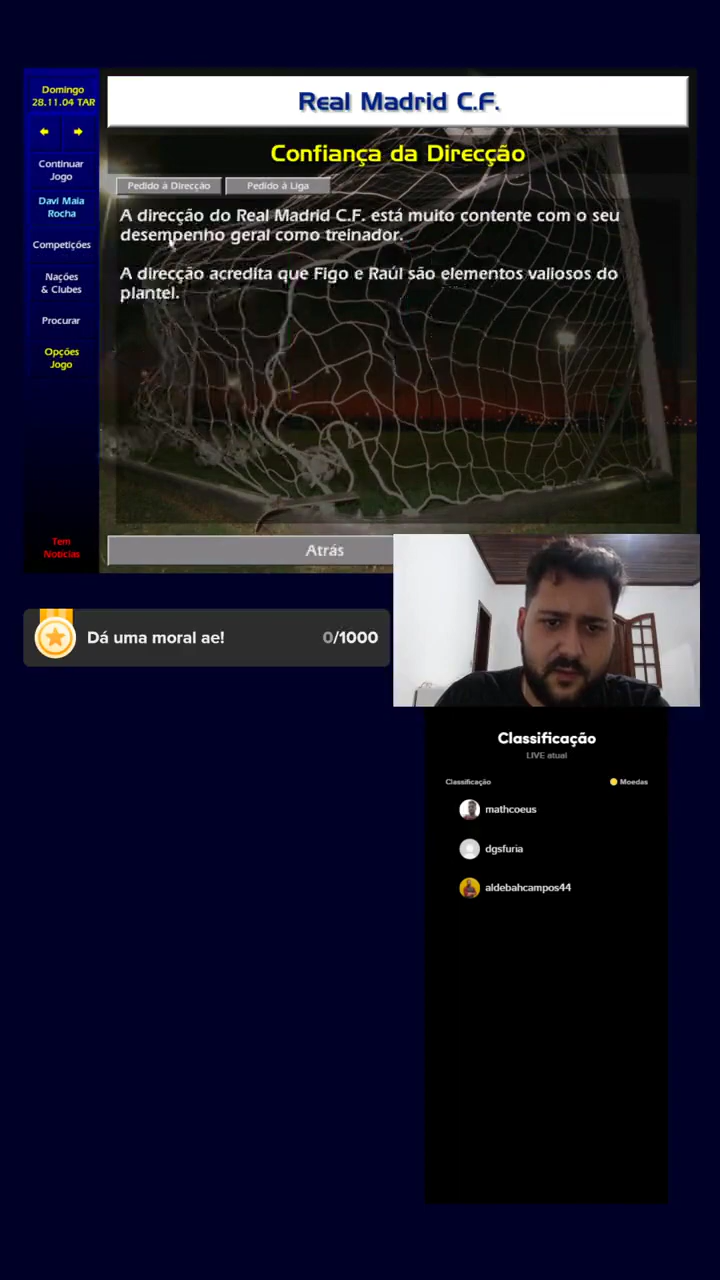 Domingo
28.11.04 TAR
Continuar
Jogo
Davi Maia
Rocha
Competições
Nações
& Clubes
Procurar
Opções
Jogo
Tem
Notícias
Real Madrid C.F.
Confiança da Direcção
Pedido à Direcção
Pedido à Liga
A direcção do Real Madrid C.F. está muito contente com o seu
desempenho geral como treinador.
A direcção acredita que Figo e Raúl são elementos valiosos do
plantel.
Atrás
Dá uma moral ae!
0/1000
Classificação
LIVE atual
Classificação
Moedas
mathcoeus
dgsfuria
aldebahcampos44